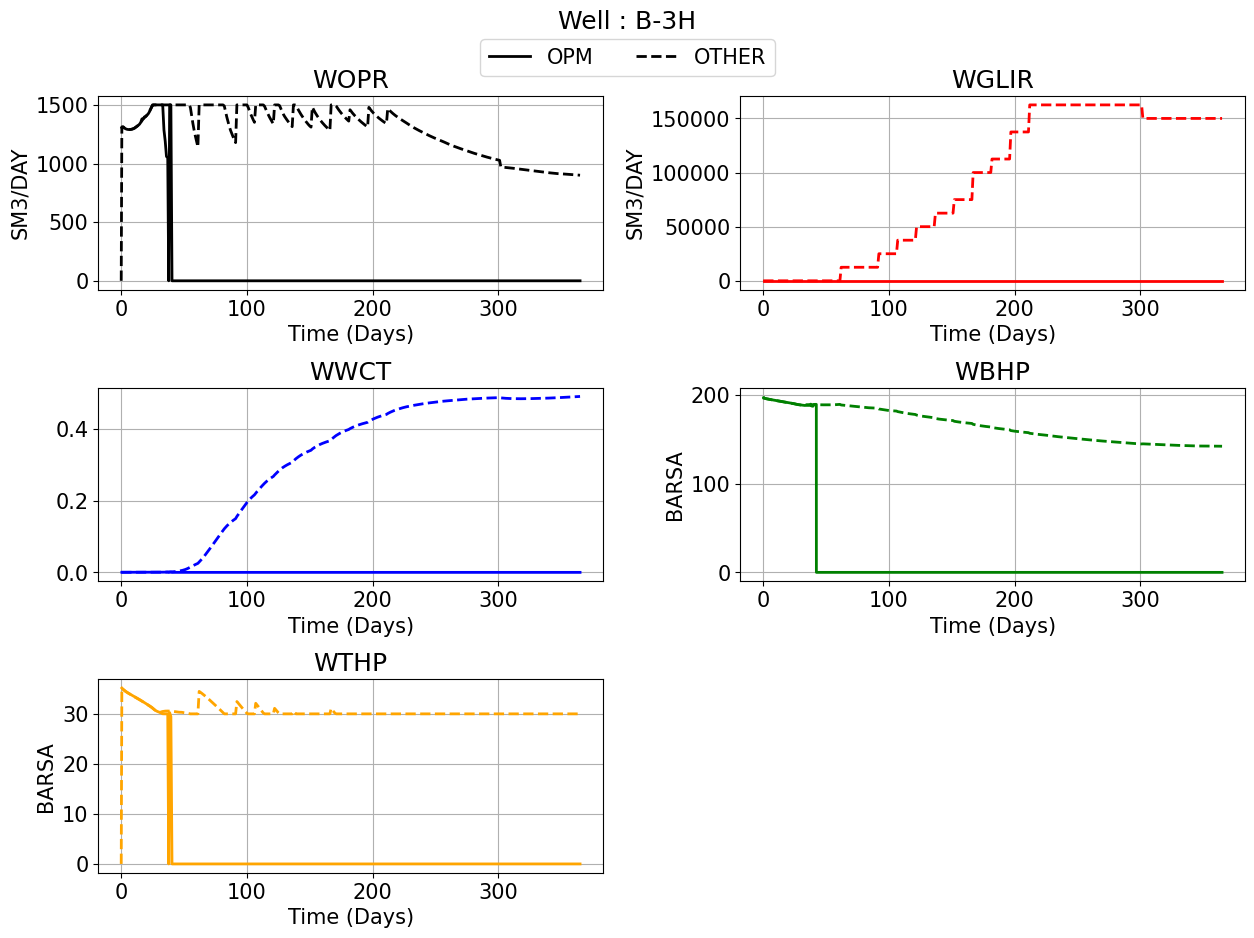 Well : B-3H
OPM OTHER
WOPR
1500
1000
500
0
SM3/DAY
0 100 200 300
Time (Days)
WGLIR
150000
100000
50000
0
SM3/DAY
0 100 200 300
Time (Days)
WWCT
0.4
0.2
0.0
0 100 200 300
Time (Days)
WBHP
200
100
0
BARSA
0 100 200 300
Time (Days)
WTHP
30
20
10
0
BARSA
0 100 200 300
Time (Days)